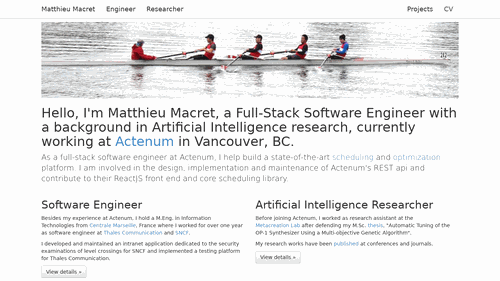 Matthieu Macret Engineer Researcher Projects CV
Hello, I'm Matthieu Macret, a Full-Stack Software Engineer with
a background in Artificial Intelligence research, currently
working at Actenum in Vancouver, BC.
As a full-stack software engineer at Actenum, I help build a state-of-the-art scheduling and optimization
platform. I am involved in the design, implementation and maintenance of Actenum's REST api and
contribute to their ReactJS front end and core scheduling library.
Software Engineer
Besides my experience at Actenum, I hold a M.Eng. in Information
Technologies from Centrale Marseille, France where I worked for over one year
as software engineer at Thales Communication and SNCF.
I developed and maintained an intranet application dedicated to the security
examinations of level crossings for SNCF and implemented a testing platform
for Thales Communication.
View details »
Artificial Intelligence Researcher
Before joining Actenum, I worked as research assistant at the
Metacreation Lab after defending my M.Sc. thesis, "Automatic Tuning of
the OP-1 Synthesizer Using a Multi-objective Genetic Algorithm".
My research works have been published at conferences and journals.
View details »